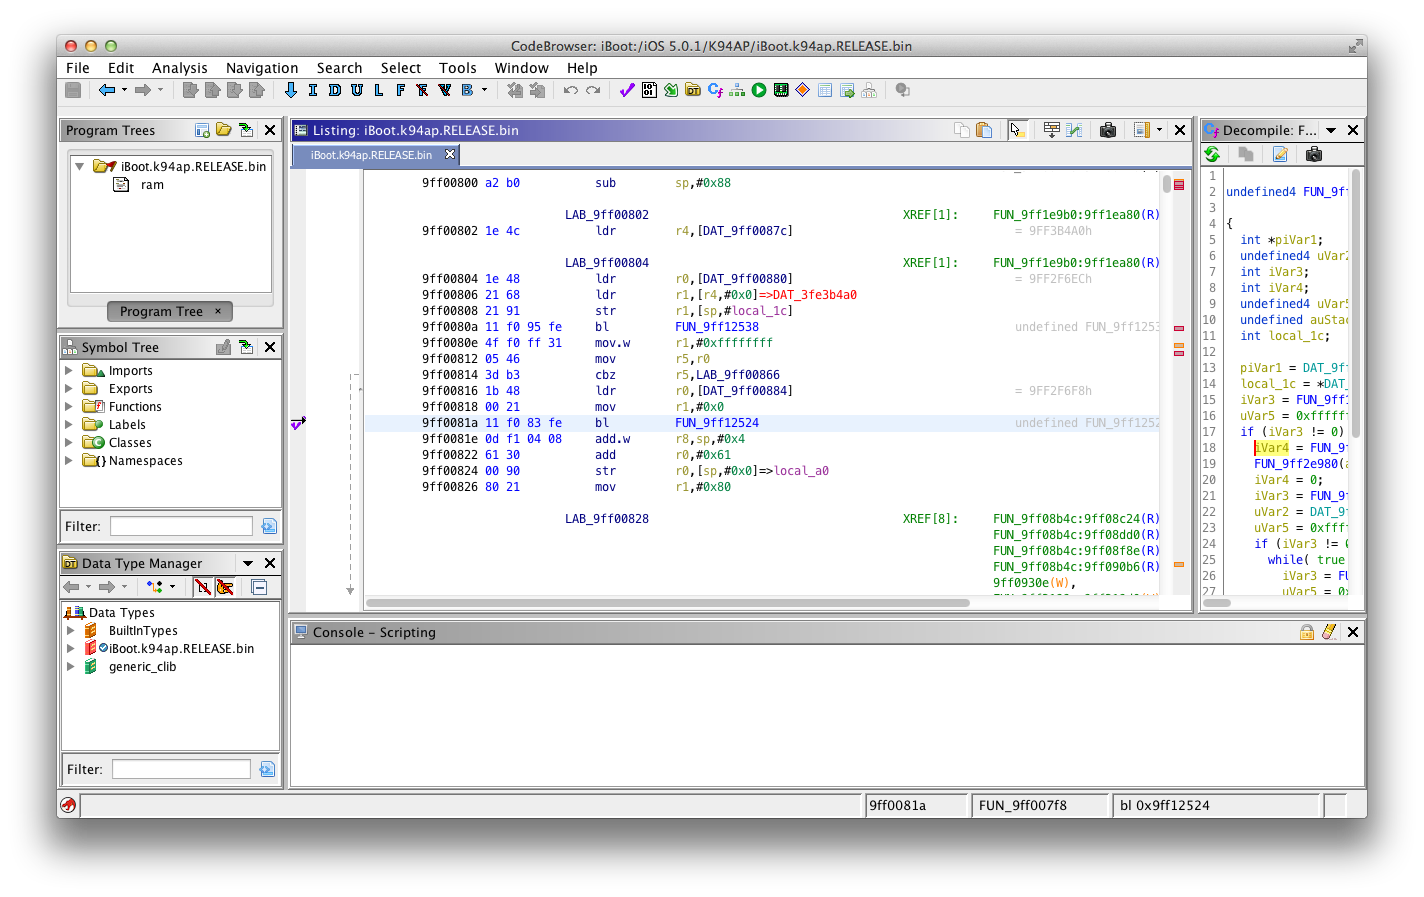 CodeBrowser: iBoot:/iOS 5.0.1/K94AP/iBoot.k94ap.RELEASE.bin
File Edit Analysis Navigation Search Select Tools Window Help
I D U L F F V B
Program Trees
iBoot.k94ap.RELEASE.bin
ram
Program Tree ×
Symbol Tree
Imports
Exports
Functions
Labels
Classes
Namespaces
Filter:
Data Type Manager
Data Types
BuiltInTypes
iBoot.k94ap.RELEASE.bin
generic_clib
Filter:
Listing: iBoot.k94ap.RELEASE.bin
iBoot.k94ap.RELEASE.bin
9ff00800 a2 b0 sub sp,#0x88
LAB_9ff00802 XREF[1]: FUN_9ff1e9b0:9ff1ea80(R)
9ff00802 1e 4c ldr r4,[DAT_9ff0087c] = 9FF3B4A0h
LAB_9ff00804 XREF[1]: FUN_9ff1e9b0:9ff1ea80(R)
9ff00804 1e 48 ldr r0,[DAT_9ff00880] = 9FF2F6ECh
9ff00806 21 68 ldr r1,[r4,#0x0]=>DAT_3fe3b4a0
9ff00808 21 91 str r1,[sp,#local_1c]
9ff0080a 11 f0 95 fe bl FUN_9ff12538 undefined FUN_9ff1253
9ff0080e 4f f0 ff 31 mov.w r1,#0xffffffff
9ff00812 05 46 mov r5,r0
9ff00814 3d b3 cbz r5,LAB_9ff00866
9ff00816 1b 48 ldr r0,[DAT_9ff00884] = 9FF2F6F8h
9ff00818 00 21 mov r1,#0x0
9ff0081a 11 f0 83 fe bl FUN_9ff12524 undefined FUN_9ff1252
9ff0081e 0d f1 04 08 add.w r8,sp,#0x4
9ff00822 61 30 add r0,#0x61
9ff00824 00 90 str r0,[sp,#0x0]=>local_a0
9ff00826 80 21 mov r1,#0x80
LAB_9ff00828 XREF[8]: FUN_9ff08b4c:9ff08c24(R)
FUN_9ff08b4c:9ff08dd0(R)
FUN_9ff08b4c:9ff08f8e(R)
FUN_9ff08b4c:9ff090b6(R)
9ff0930e(W),
Decompile: F...
1
2 undefined4 FUN_9ff
3
4 {
5 int *piVar1;
6 undefined4 uVar2
7 int iVar3;
8 int iVar4;
9 undefined4 uVar5
10 undefined auStac
11 int local_1c;
12
13 piVar1 = DAT_9ff
14 local_1c = *DAT_
15 iVar3 = FUN_9ff1
16 uVar5 = 0xffffff
17 if (iVar3 != 0)
18 iVar4 = FUN_9f
19 FUN_9ff2e980(a
20 iVar4 = 0;
21 iVar3 = FUN_9f
22 uVar2 = DAT_9f
23 uVar5 = 0xffff
24 if (iVar3 != 0
25 while( true
26 iVar3 = FU
27 uVar5 = 0x
Console - Scripting
9ff0081a FUN_9ff007f8 bl 0x9ff12524